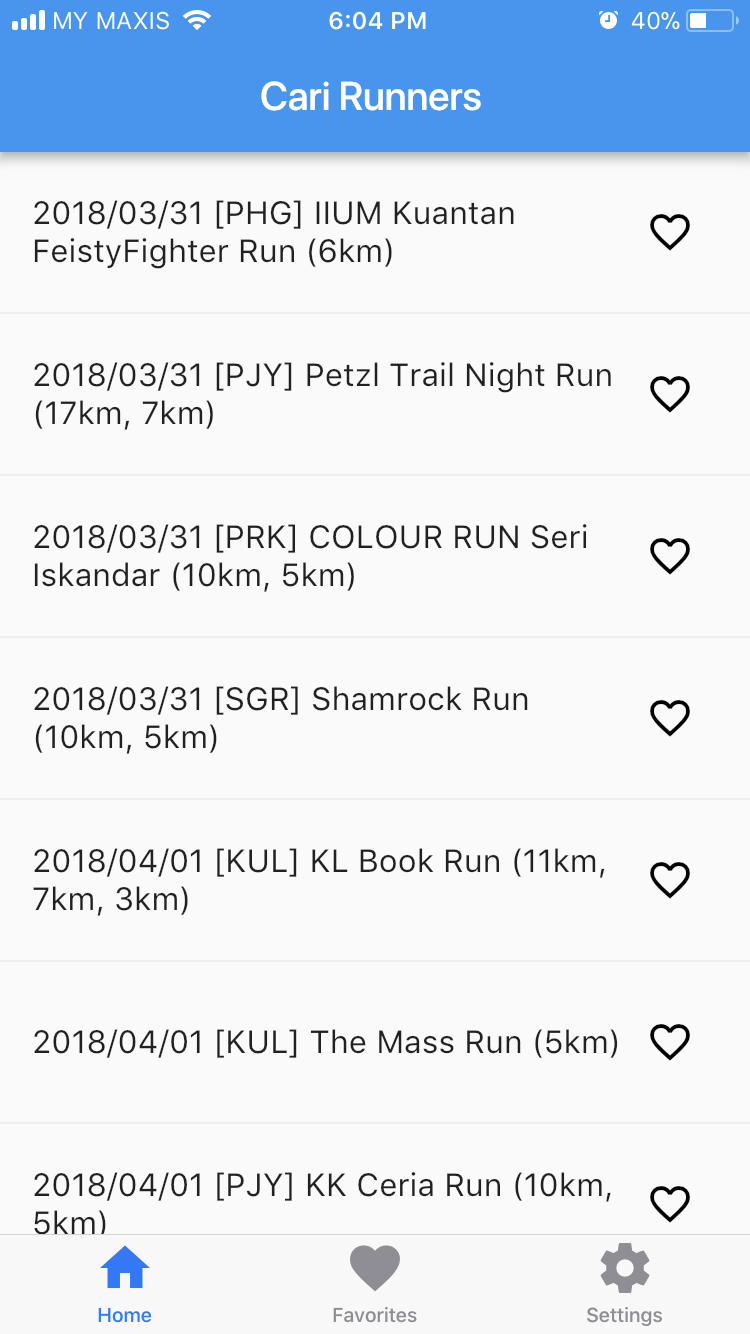 MY MAXIS 6:04 PM 40%
Cari Runners
2018/03/31 [PHG] IIUM Kuantan
FeistyFighter Run (6km)
2018/03/31 [PJY] Petzl Trail Night Run
(17km, 7km)
2018/03/31 [PRK] COLOUR RUN Seri
Iskandar (10km, 5km)
2018/03/31 [SGR] Shamrock Run
(10km, 5km)
2018/04/01 [KUL] KL Book Run (11km,
7km, 3km)
2018/04/01 [KUL] The Mass Run (5km)
2018/04/01 [PJY] KK Ceria Run (10km,
5km)
Home Favorites Settings